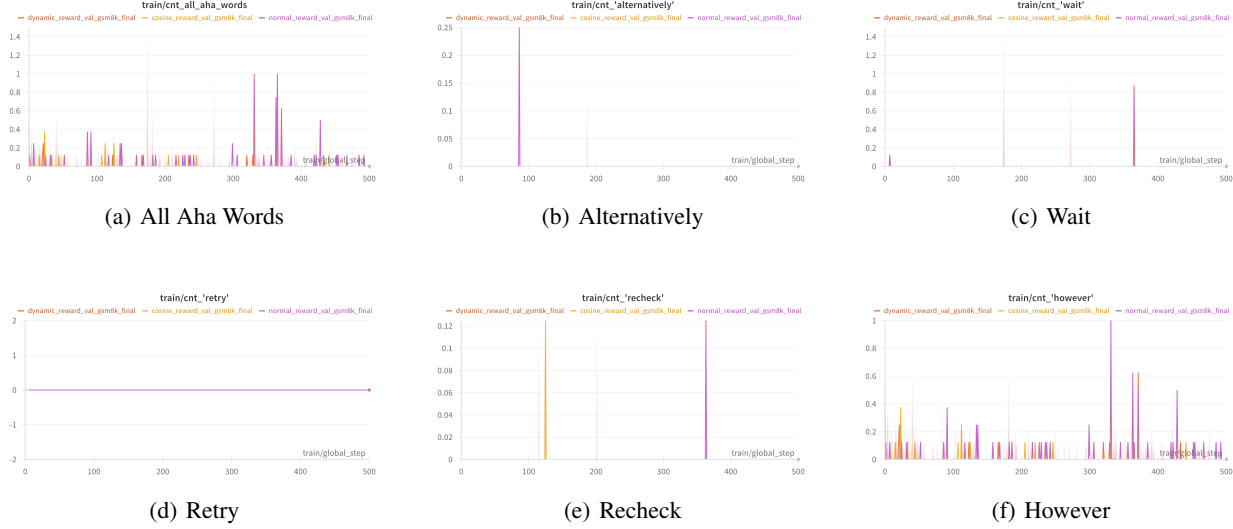 train/cnt_all_aha_words
dynamic_reward_val_gsm8k_final cosine_reward_val_gsm8k_final normal_reward_val_gsm8k_final
1.4
1.2
1
0.8
0.6
0.4
0.2
0
train/global_step
0 100 200 300 400 500
(a) All Aha Words
train/cnt_'alternatively'
dynamic_reward_val_gsm8k_final cosine_reward_val_gsm8k_final normal_reward_val_gsm8k_final
0.25
0.2
0.15
0.1
0.05
0
train/global_step
0 100 200 300 400 500
(b) Alternatively
train/cnt_'wait'
dynamic_reward_val_gsm8k_final cosine_reward_val_gsm8k_final normal_reward_val_gsm8k_final
1.4
1.2
1
0.8
0.6
0.4
0.2
0
train/global_step
0 100 200 300 400 500
(c) Wait
train/cnt_'retry'
dynamic_reward_val_gsm8k_final cosine_reward_val_gsm8k_final normal_reward_val_gsm8k_final
2
1
0
-1
-2
train/global_step
0 100 200 300 400 500
(d) Retry
train/cnt_'recheck'
dynamic_reward_val_gsm8k_final cosine_reward_val_gsm8k_final normal_reward_val_gsm8k_final
0.12
0.1
0.08
0.06
0.04
0.02
0
train/global_step
0 100 200 300 400 500
(e) Recheck
train/cnt_'however'
dynamic_reward_val_gsm8k_final cosine_reward_val_gsm8k_final normal_reward_val_gsm8k_final
1
0.8
0.6
0.4
0.2
0
train/global_step
0 100 200 300 400 500
(f) However